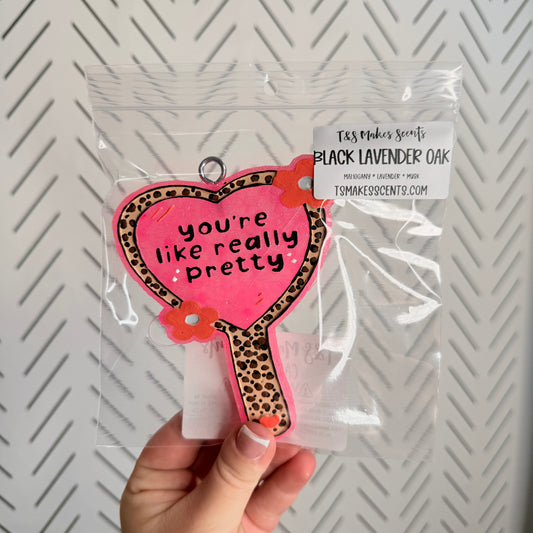 T&S Makes Scents
BLACK LAVENDER OAK
MAHOGANY * LAVENDER * MUSK
TSMAKESSCENTS.COM
you're
like really
pretty